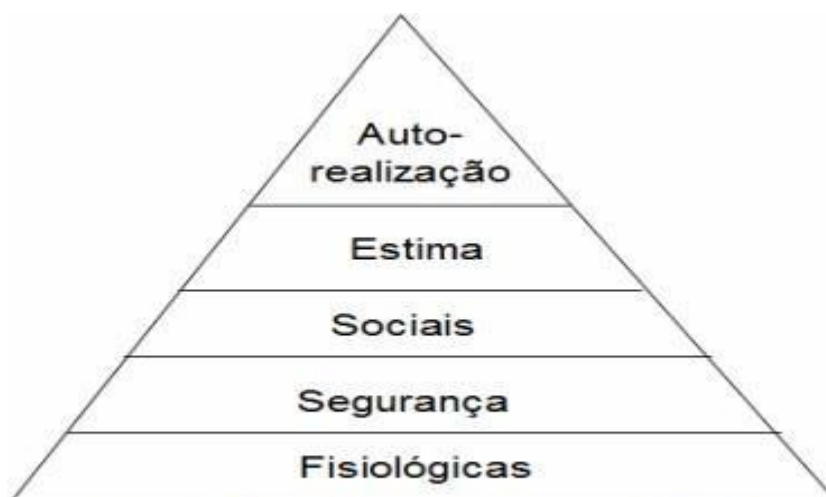 Auto-
realização
Estima
Sociais
Segurança
Fisiológicas